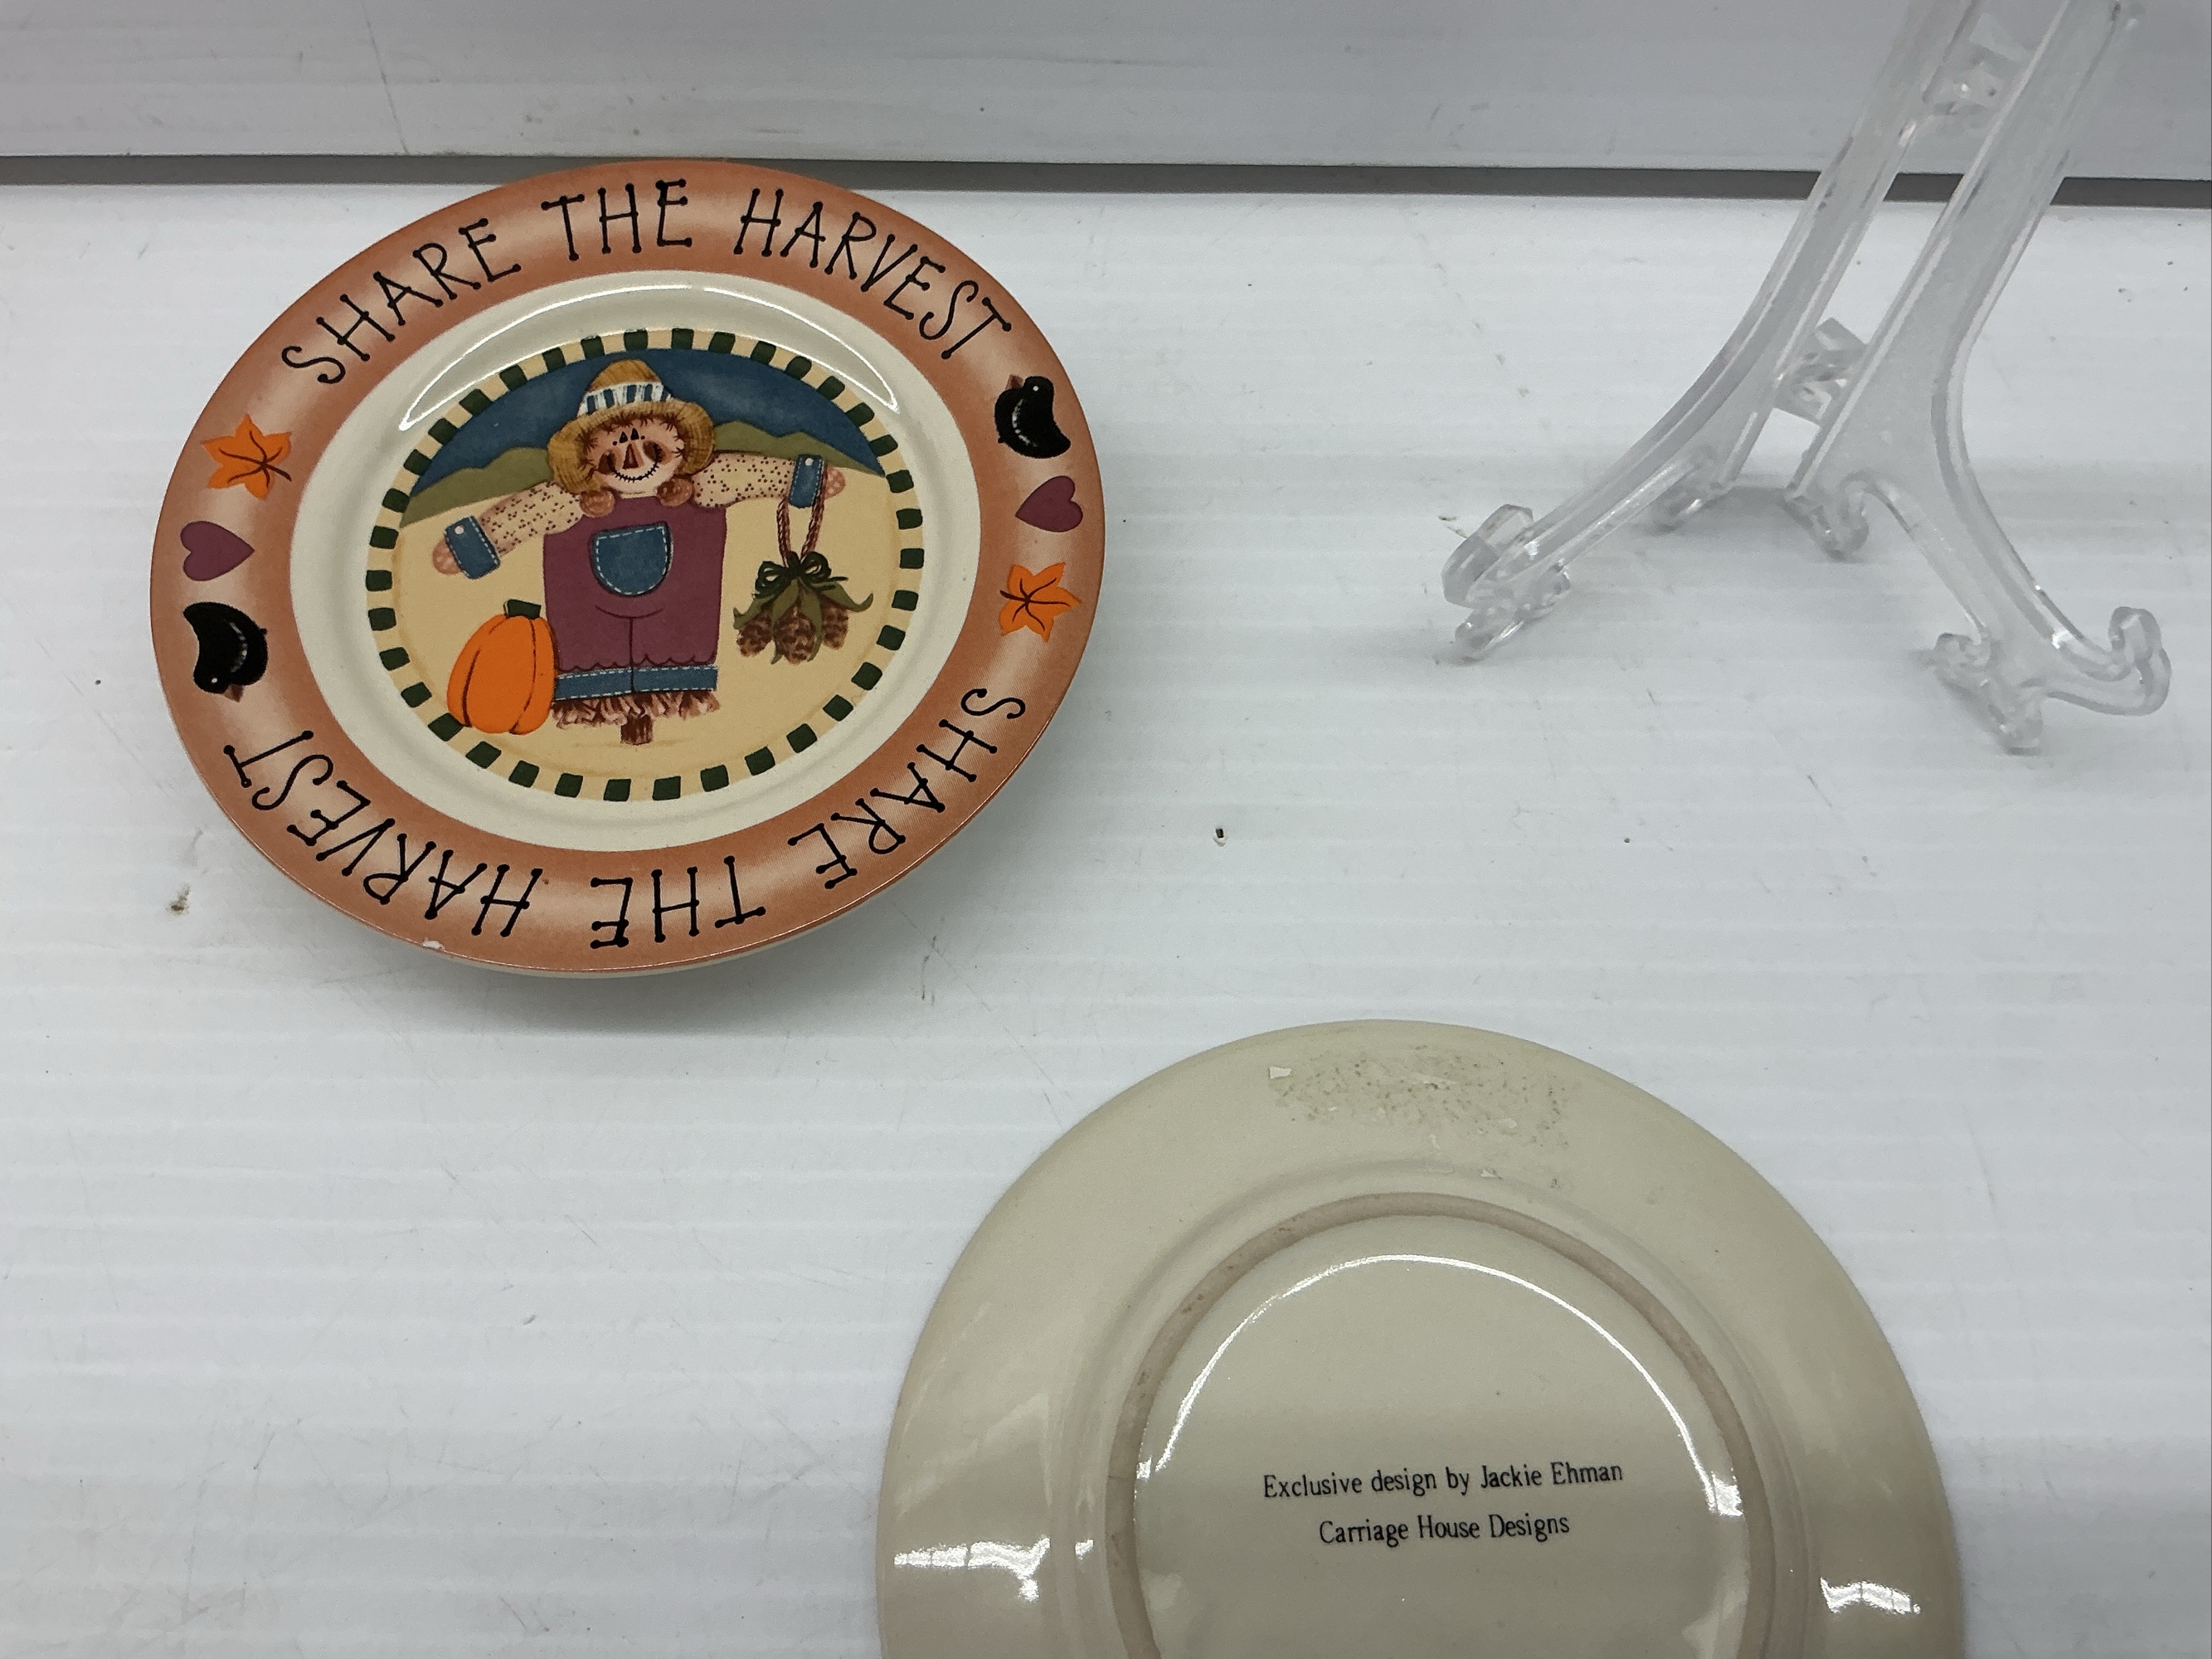 SHARE THE HARVEST
SHARE THE HARVEST
Exclusive design by Jackie Ehman
Carriage House Designs